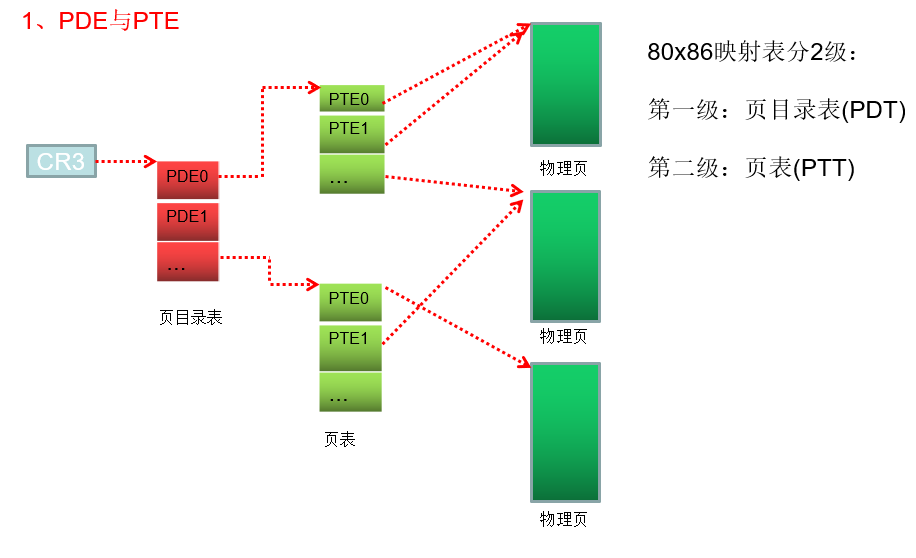 1、PDE与PTE
80x86映射表分2级：
第一级：页目录表(PDT)
第二级：页表(PTT)
CR3
PDE0
PDE1
...
页目录表
PTE0
PTE1
...
PTE0
PTE1
...
页表
物理页
物理页
物理页